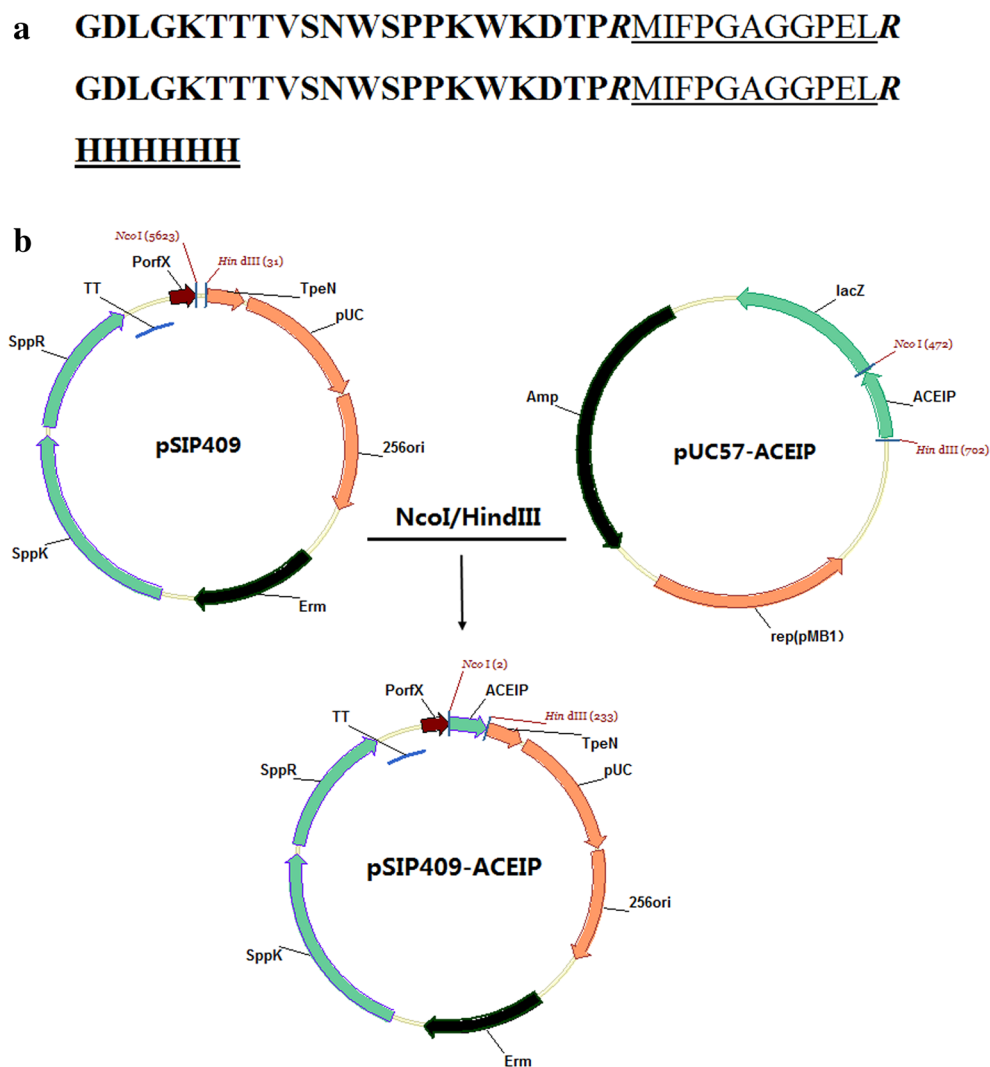 a
GDLGKTTTVSNWSPPKWKDTPRMIFPGAGGPELR
GDLGKTTTVSNWSPPKWKDTPRMIFPGAGGPELR
HHHHHH
b
NcoI (5623)
PorfX
Hin dIII (31)
TT
TpeN
pUC
SppR
pSIP409
256ori
SppK
Erm
lacZ
Nco I (472)
Amp
ACEIP
pUC57-ACEIP
Hin dIII (702)
rep(pMB1)
NcoI/HindIII
Nco I (2)
PorfX
ACEIP
Hin dIII (233)
TT
TpeN
SppR
pUC
pSIP409-ACEIP
256ori
SppK
Erm